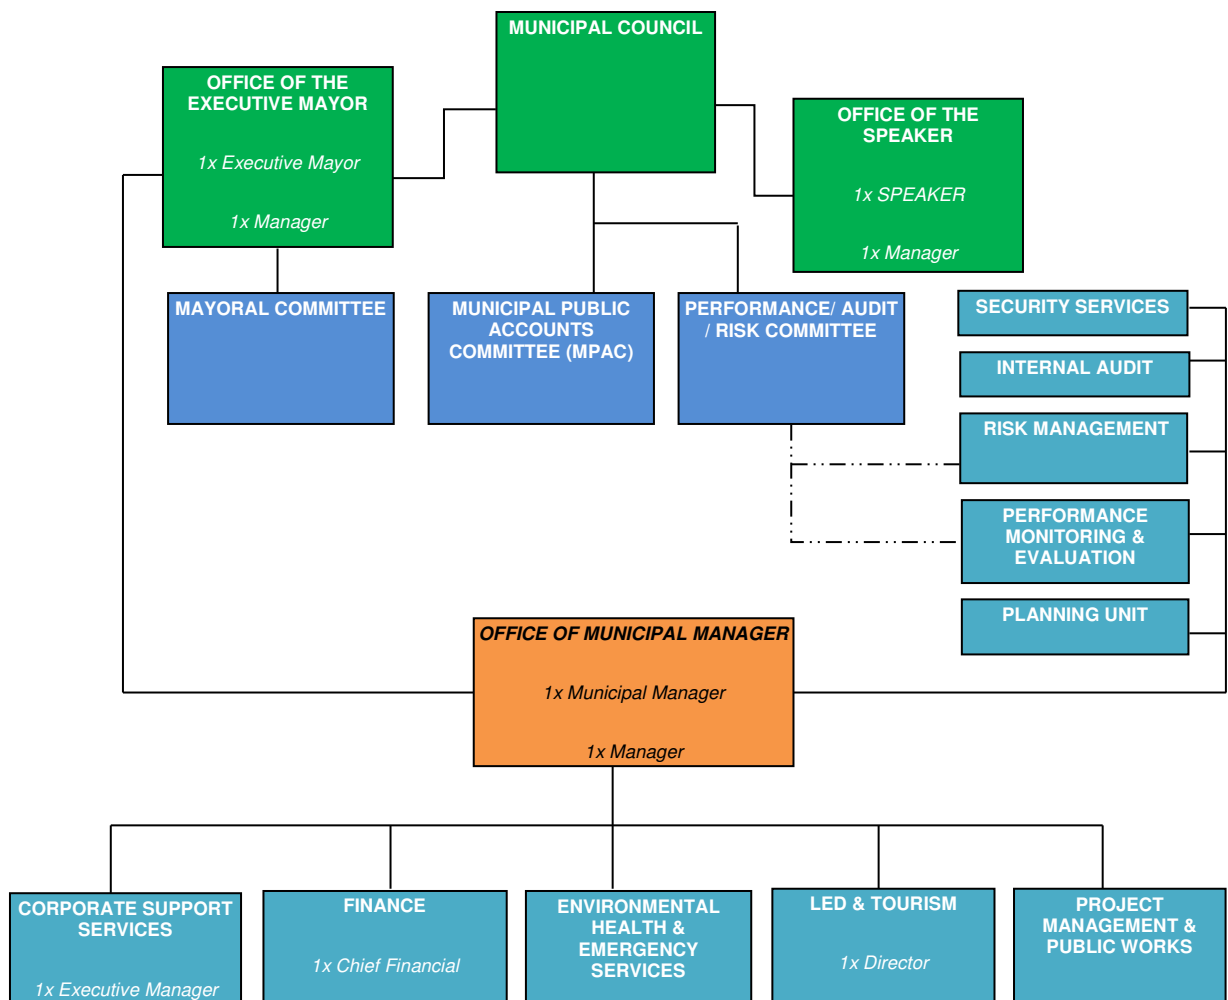 MUNICIPAL COUNCIL
OFFICE OF THE
EXECUTIVE MAYOR
1x Executive Mayor
1x Manager
OFFICE OF THE
SPEAKER
1x SPEAKER
1x Manager
MAYORAL COMMITTEE
MUNICIPAL PUBLIC
ACCOUNTS
COMMITTEE (MPAC)
PERFORMANCE/ AUDIT
/ RISK COMMITTEE
SECURITY SERVICES
INTERNAL AUDIT
RISK MANAGEMENT
PERFORMANCE
MONITORING &
EVALUATION
PLANNING UNIT
OFFICE OF MUNICIPAL MANAGER
1x Municipal Manager
1x Manager
CORPORATE SUPPORT
SERVICES
1x Executive Manager
FINANCE
1x Chief Financial
ENVIRONMENTAL
HEALTH &
EMERGENCY
SERVICES
LED & TOURISM
1x Director
PROJECT
MANAGEMENT &
PUBLIC WORKS